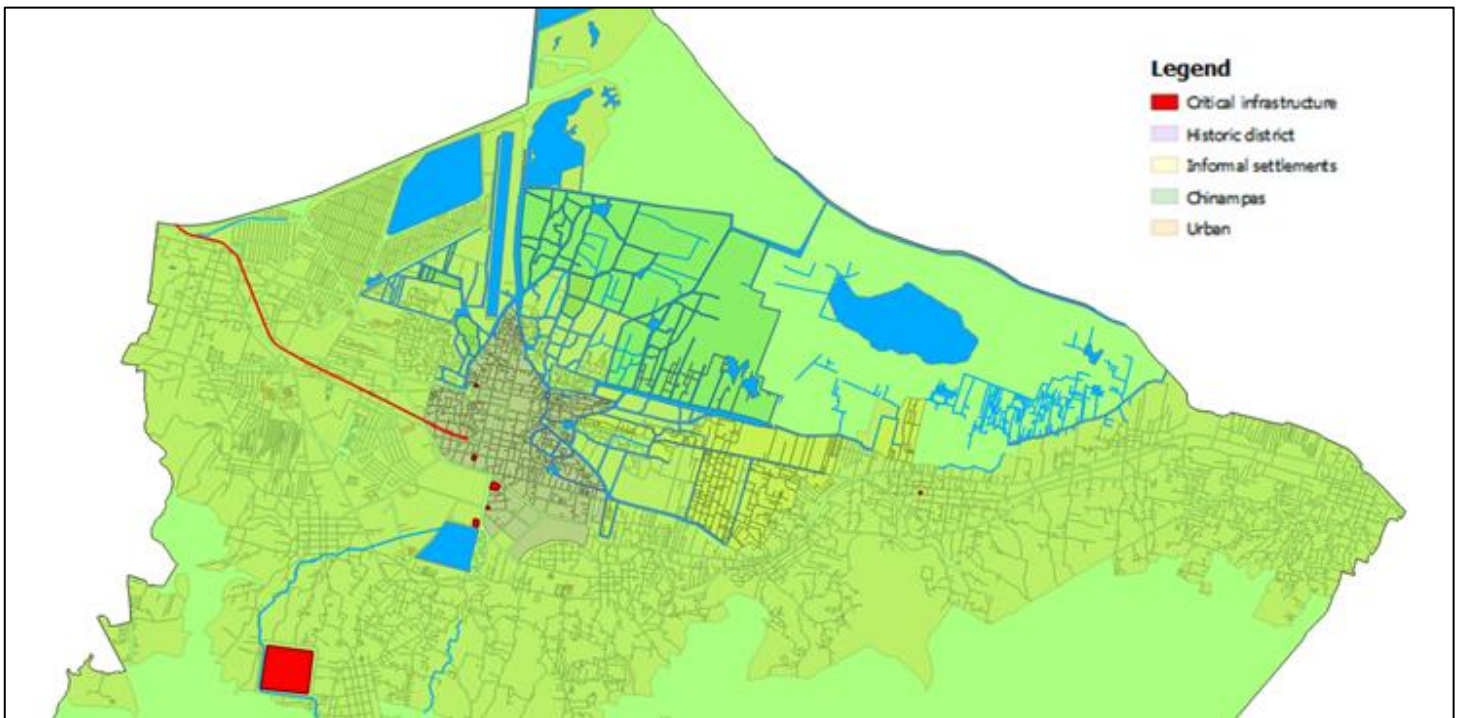 Legend
Critical infrastructure
Historic district
Informal settlements
Chinampas
Urban